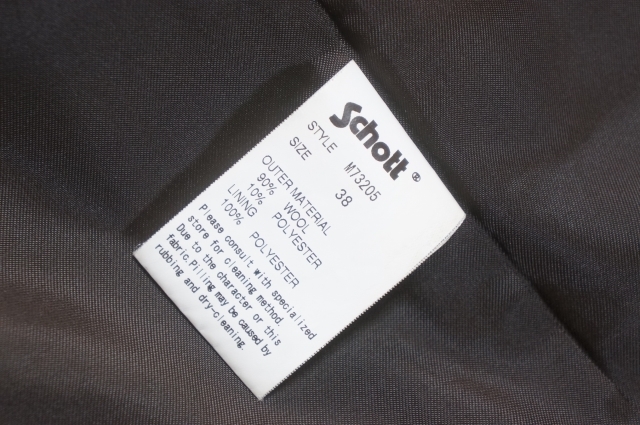 Schott®
STYLE M73205
SIZE 38
OUTER MATERIAL
90% WOOL
10% POLYESTER
LINING
100% POLYESTER
Please consult with specialized
store for cleaning method.
Due to the character or this
fabric.Pilling may be caused by
rubbing and dry-cleaning.